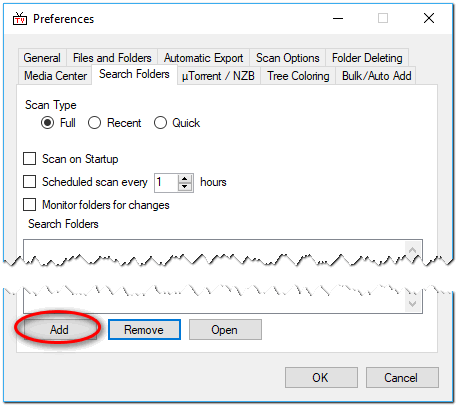 Preferences
General Files and Folders Automatic Export Scan Options Folder Deleting
Media Center Search Folders µTorrent / NZB Tree Coloring Bulk/Auto Add
Scan Type
Full Recent Quick
Scan on Startup
Scheduled scan every 1 hours
Monitor folders for changes
Search Folders
Add Remove Open
OK Cancel